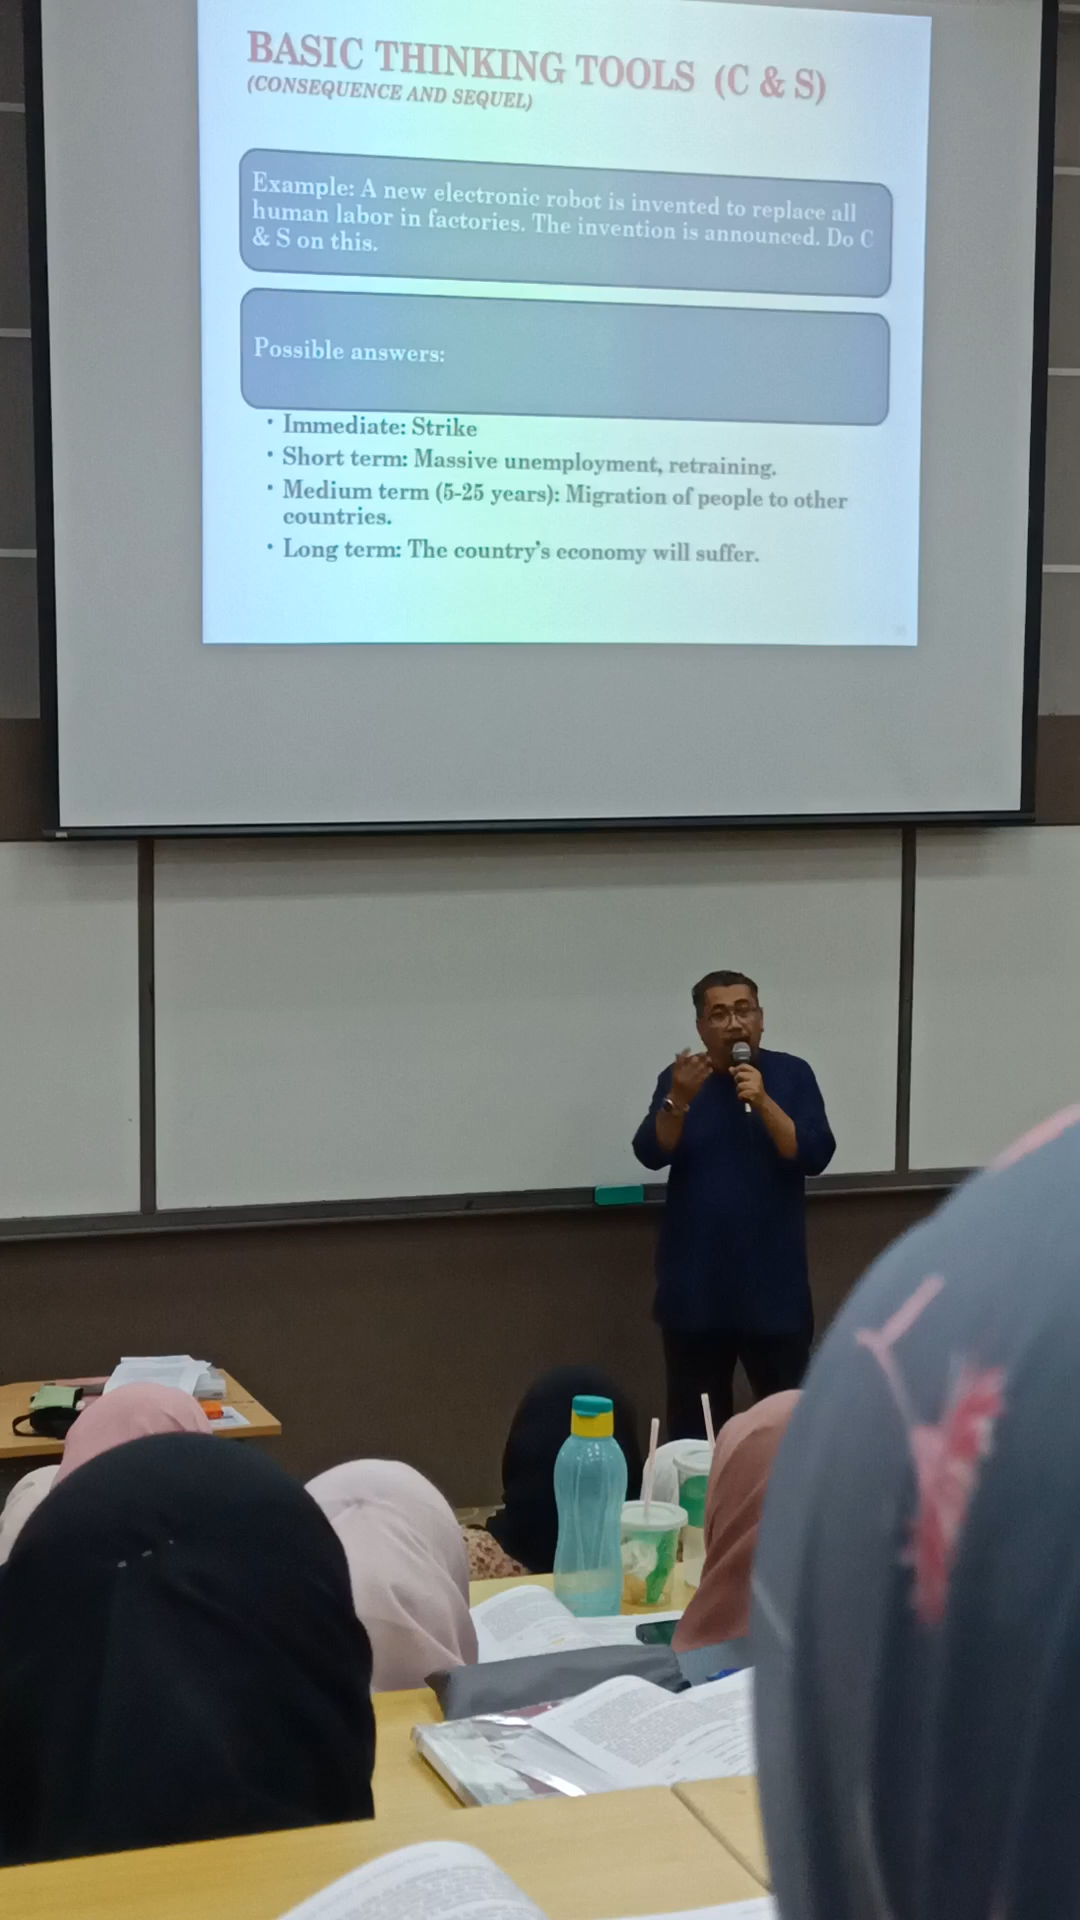 BASIC THINKING TOOLS (C & S)
(CONSEQUENCE AND SEQUEL)
Example: A new electronic robot is invented to replace all
human labor in factories. The invention is announced. Do C
& S on this.
Possible answers:
• Immediate: Strike
• Short term: Massive unemployment, retraining.
• Medium term (5-25 years): Migration of people to other
countries.
• Long term: The country's economy will suffer.